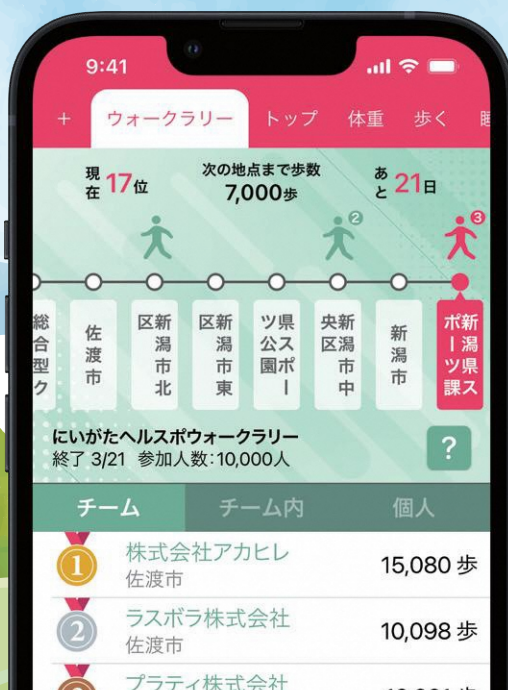 9:41
+ ウォークラリー トップ 体重 歩く
現在 17位
次の地点まで歩数
7,000歩
あと 21日
②
③
総合型ク
佐渡市
新潟市北区
新潟市東区
県スポーツ公園
新潟市中央区
新潟市
新潟県スポーツ課
にいがたヘルスポウォークラリー
終了 3/21 参加人数:10,000人
?
チーム チーム内 個人
1 株式会社アカヒレ 15,080 歩
佐渡市
2 ラスボラ株式会社 10,098 歩
佐渡市
プラティ株式会社